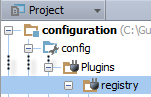 Project
configuration (C:\Gu
config
Plugins
registry